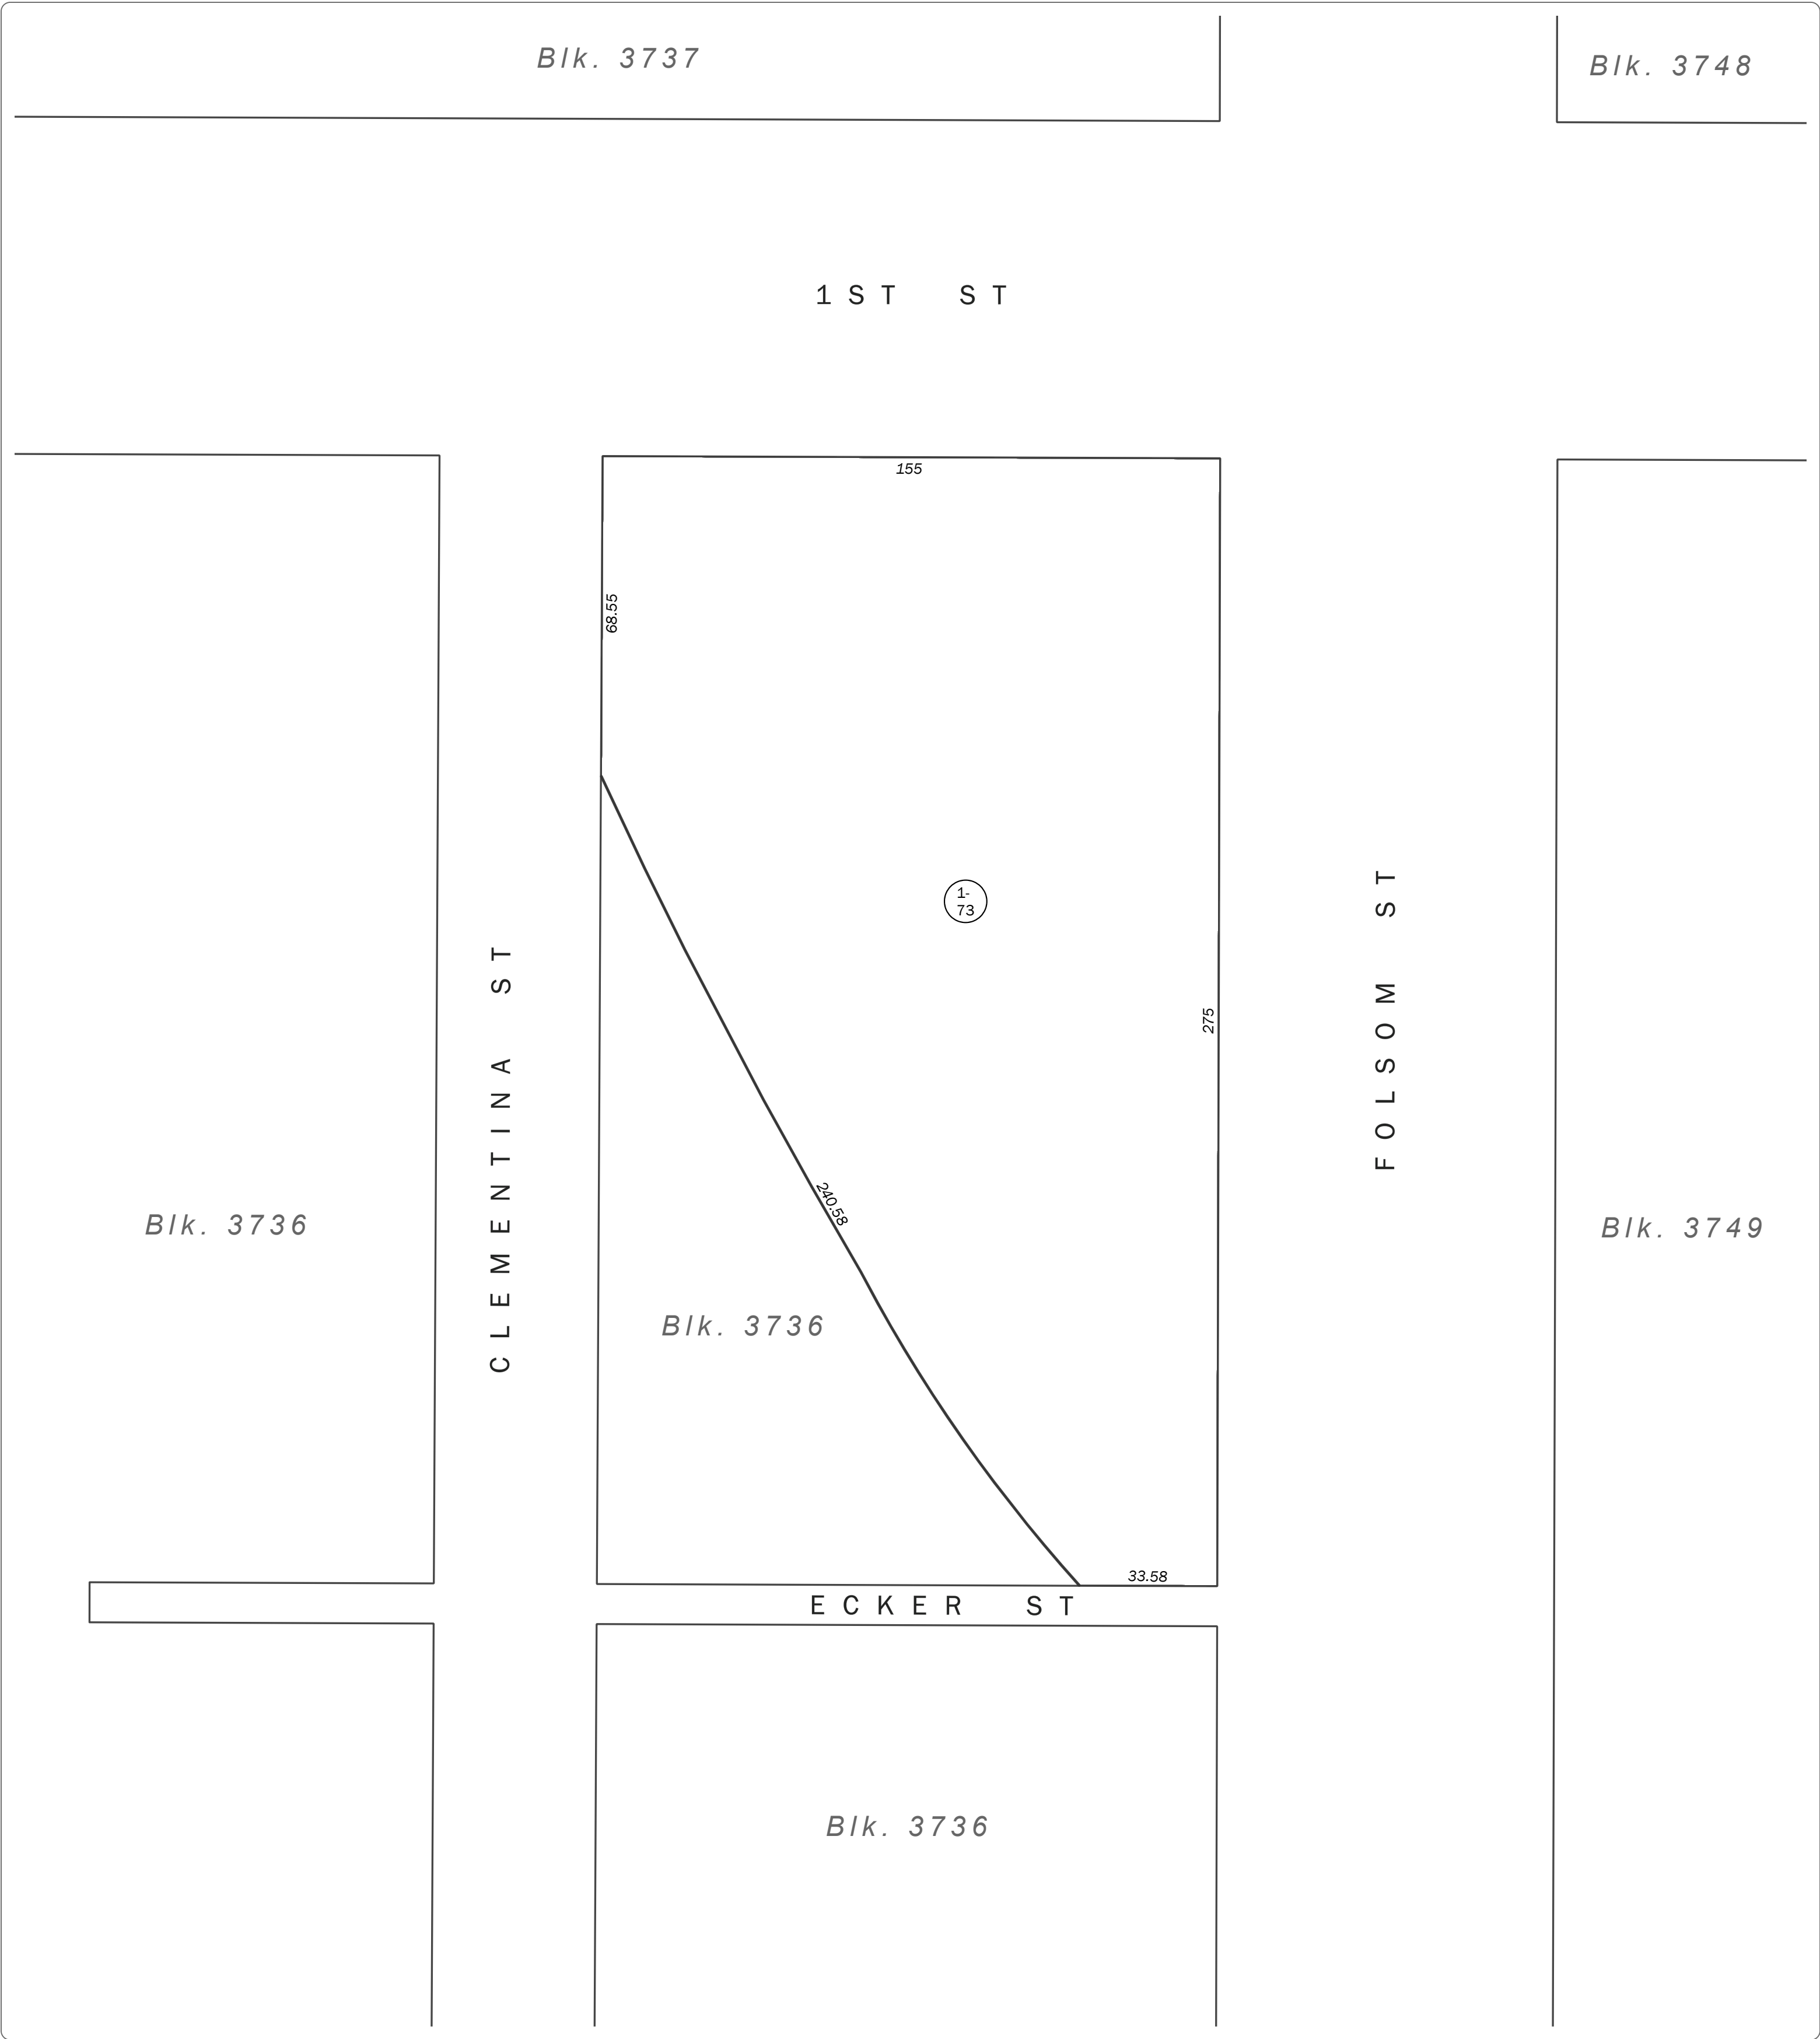 Blk. 3737
Blk. 3748
1ST ST
155
68.55
1-
73
275
CLEMENTINA ST
FOLSOM ST
240.58
Blk. 3736
Blk. 3749
Blk. 3736
33.58
ECKER ST
Blk. 3736